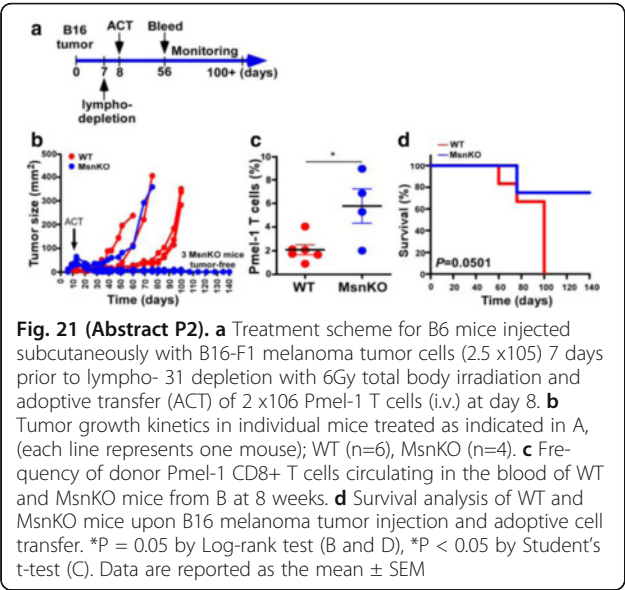 a
B16 tumor
ACT
Bleed
Monitoring
0 7 8 56 100+ (days)
lympho-
depletion
b
WT
MsnKO
Tumor size (mm²)
500
400
300
200
100
0
ACT
3 MsnKO mice
tumor-free
0 10 20 30 40 50 60 70 80 90 100 110 120 130 140
Time (days)
c
*
Pmel-1 T cells (%)
10
8
6
4
2
0
WT MsnKO
d
WT
MsnKO
Survival (%)
100
80
60
40
20
0
P=0.0501
0 20 40 60 80 100 120 140
Time (days)
Fig. 21 (Abstract P2). a Treatment scheme for B6 mice injected
subcutaneously with B16-F1 melanoma tumor cells (2.5 x105) 7 days
prior to lympho- 31 depletion with 6Gy total body irradiation and
adoptive transfer (ACT) of 2 x106 Pmel-1 T cells (i.v.) at day 8. b
Tumor growth kinetics in individual mice treated as indicated in A,
(each line represents one mouse); WT (n=6), MsnKO (n=4). c Fre-
quency of donor Pmel-1 CD8+ T cells circulating in the blood of WT
and MsnKO mice from B at 8 weeks. d Survival analysis of WT and
MsnKO mice upon B16 melanoma tumor injection and adoptive cell
transfer. *P = 0.05 by Log-rank test (B and D), *P < 0.05 by Student's
t-test (C). Data are reported as the mean ± SEM